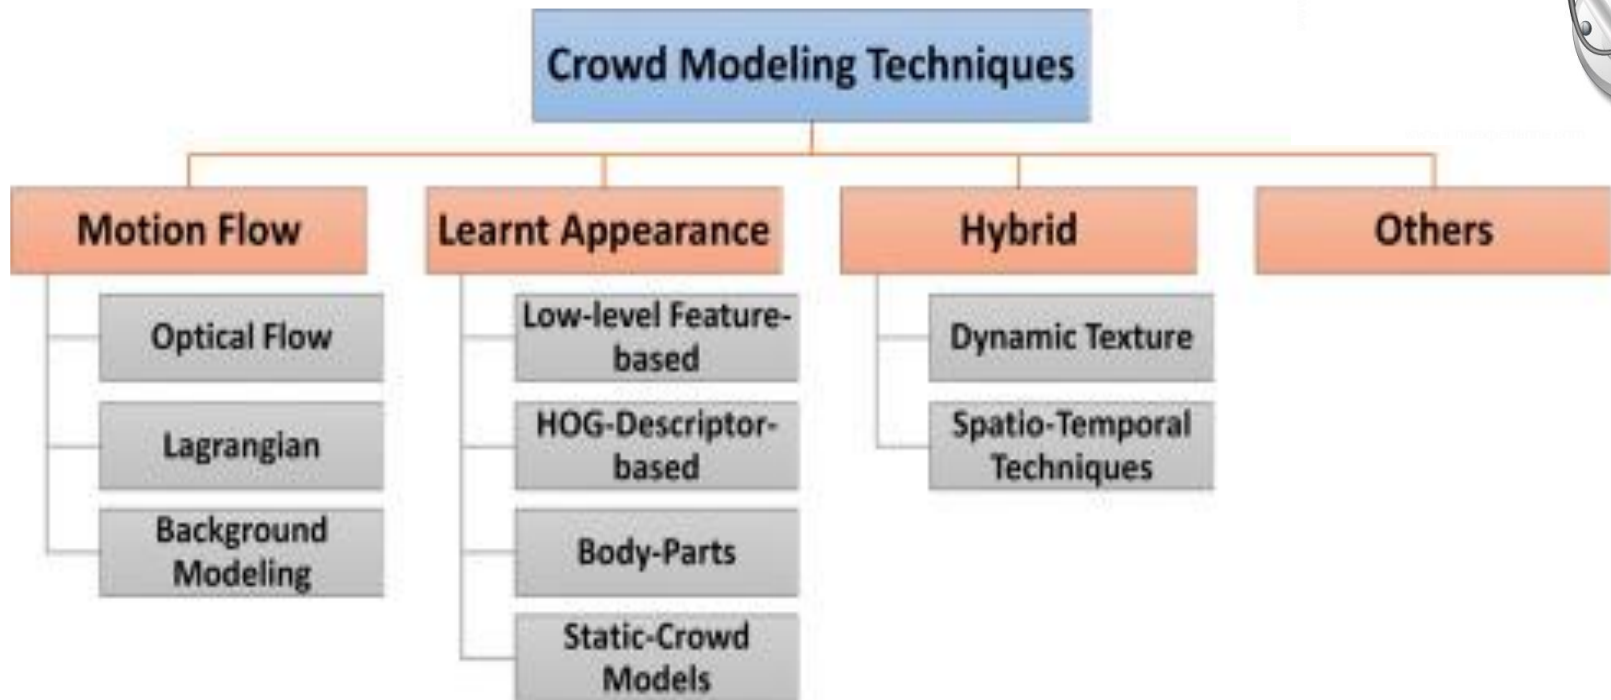 Crowd Modeling Techniques
Motion Flow
Learnt Appearance
Hybrid
Others
Optical Flow
Lagrangian
Background
Modeling
Low-level Feature-
based
HOG-Descriptor-
based
Body-Parts
Static-Crowd
Models
Dynamic Texture
Spatio-Temporal
Techniques